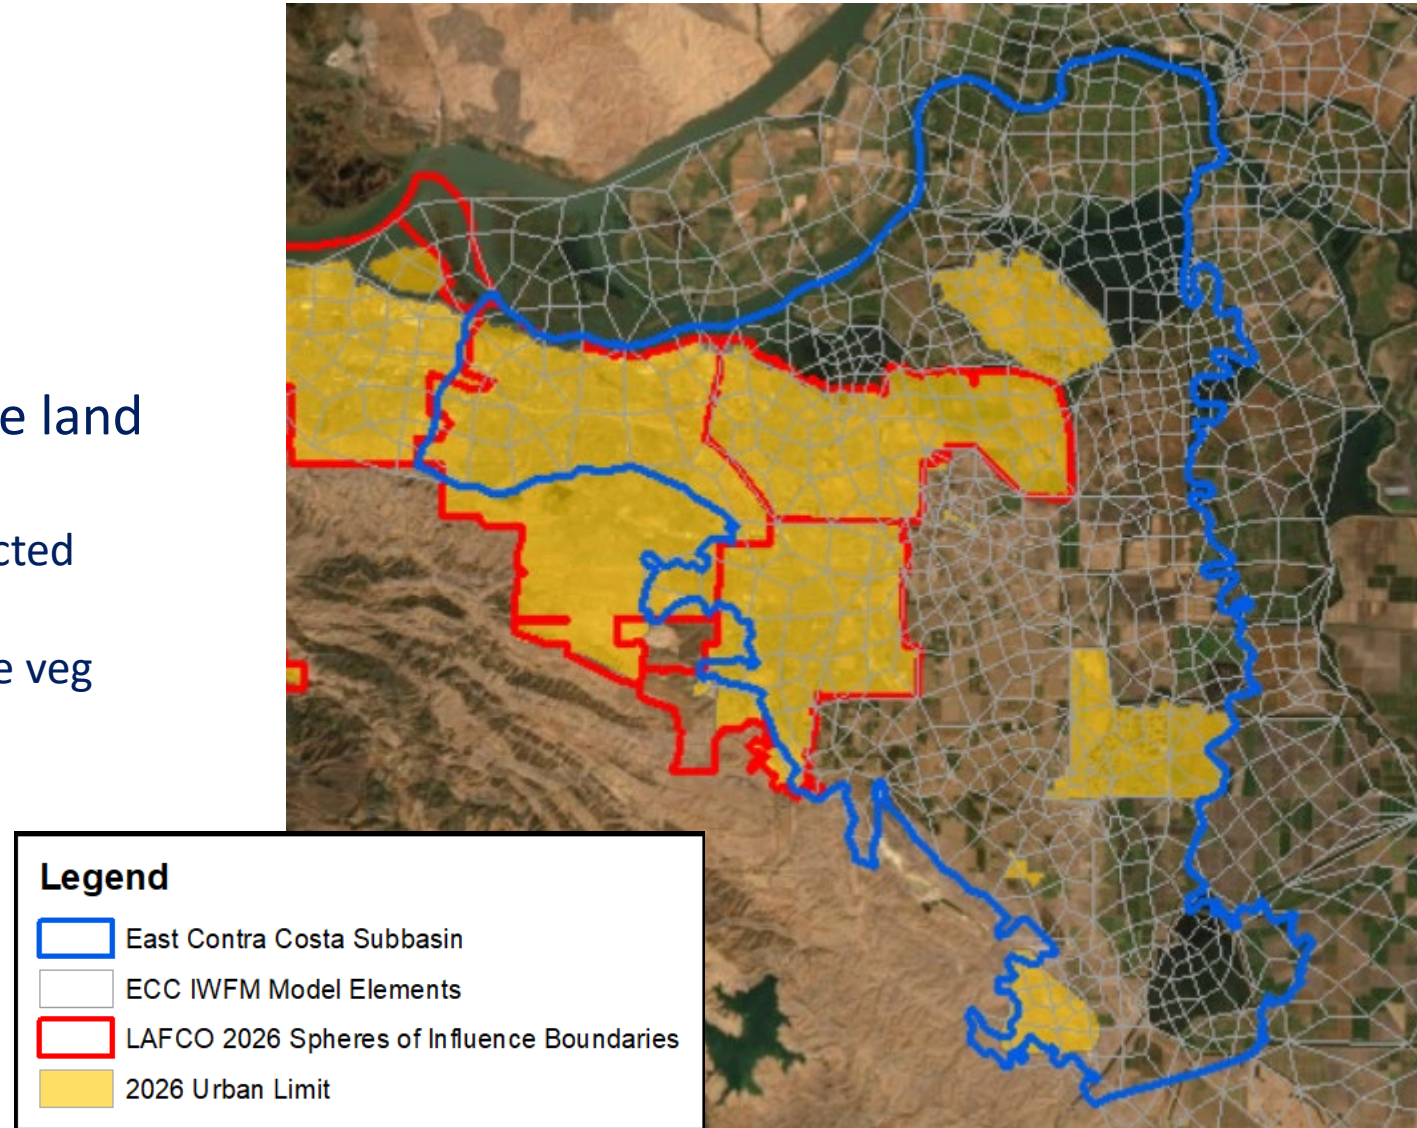 e land
cted
e veg
Legend
East Contra Costa Subbasin
ECC IWFM Model Elements
LAFCO 2026 Spheres of Influence Boundaries
2026 Urban Limit